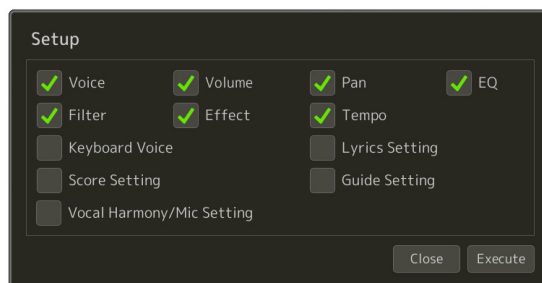 Setup
Voice Volume Pan EQ
Filter Effect Tempo
Keyboard Voice Lyrics Setting
Score Setting Guide Setting
Vocal Harmony/Mic Setting
Close Execute